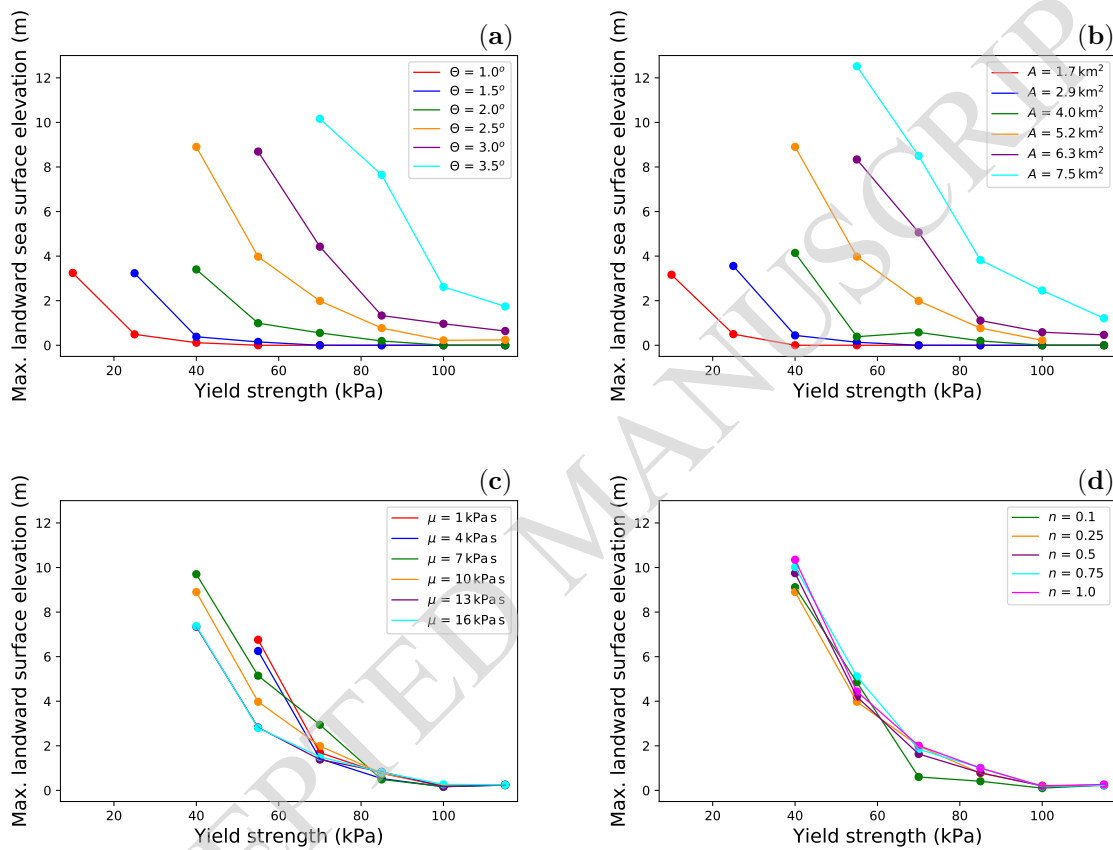 (a)
Max. landward sea surface elevation (m)
12
10
8
6
4
2
0
20 40 60 80 100
Yield strength (kPa)
Θ = 1.0°
Θ = 1.5°
Θ = 2.0°
Θ = 2.5°
Θ = 3.0°
Θ = 3.5°
(b)
Max. landward sea surface elevation (m)
12
10
8
6
4
2
0
20 40 60 80 100
Yield strength (kPa)
A = 1.7 km²
A = 2.9 km²
A = 4.0 km²
A = 5.2 km²
A = 6.3 km²
A = 7.5 km²
(c)
Max. landward surface elevation (m)
12
10
8
6
4
2
0
20 40 60 80 100
Yield strength (kPa)
μ = 1 kPa s
μ = 4 kPa s
μ = 7 kPa s
μ = 10 kPa s
μ = 13 kPa s
μ = 16 kPa s
(d)
Max. landward surface elevation (m)
12
10
8
6
4
2
0
20 40 60 80 100
Yield strength (kPa)
n = 0.1
n = 0.25
n = 0.5
n = 0.75
n = 1.0
EPTED MANUSCRIP